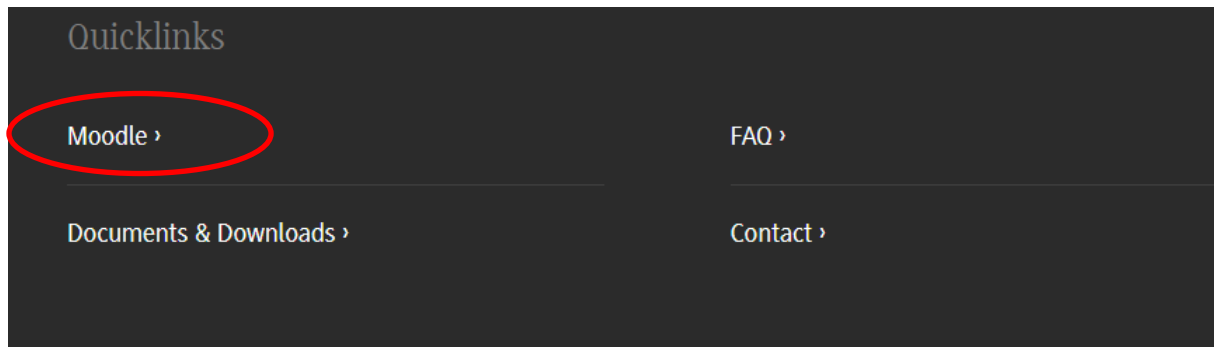 Quicklinks
Moodle ›
FAQ ›
Documents & Downloads ›
Contact ›